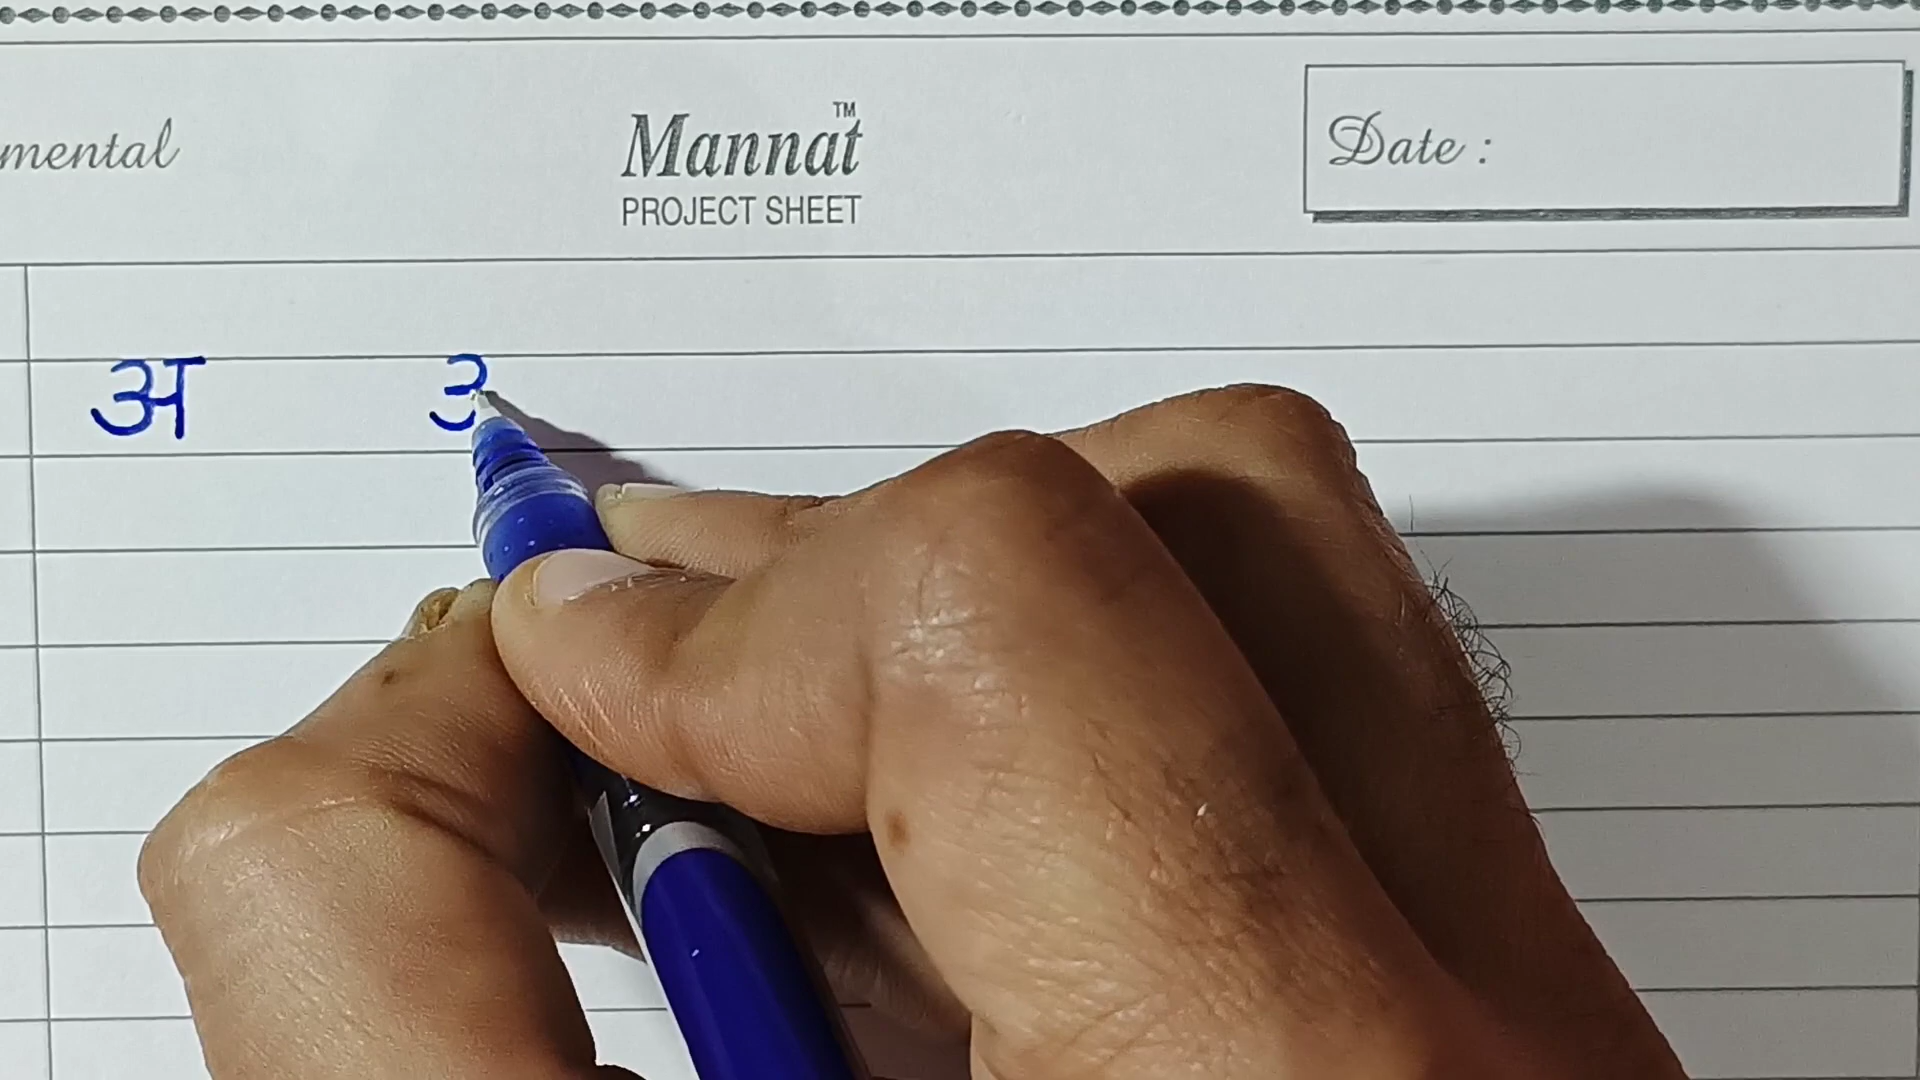 mental
Mannat™
PROJECT SHEET
Date :
अ